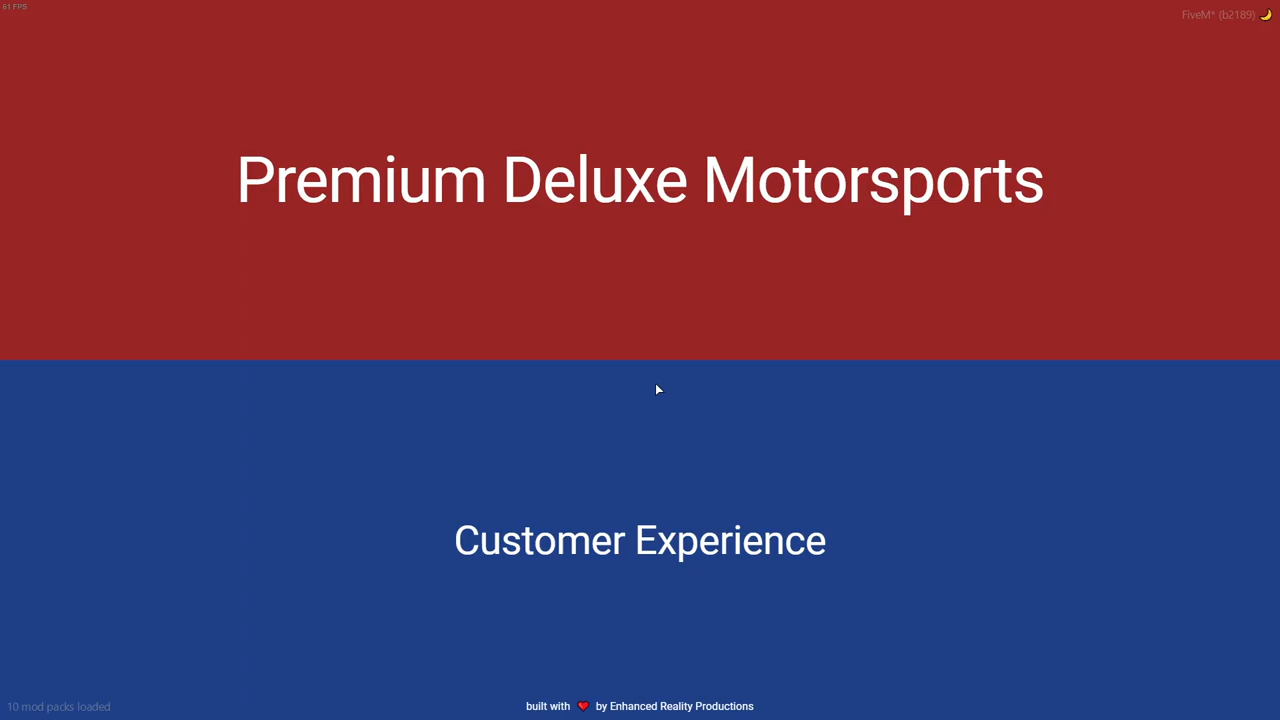 61 FPS
FiveM* (b2189) 🌙
Premium Deluxe Motorsports
Customer Experience
10 mod packs loaded
built with ❤ by Enhanced Reality Productions